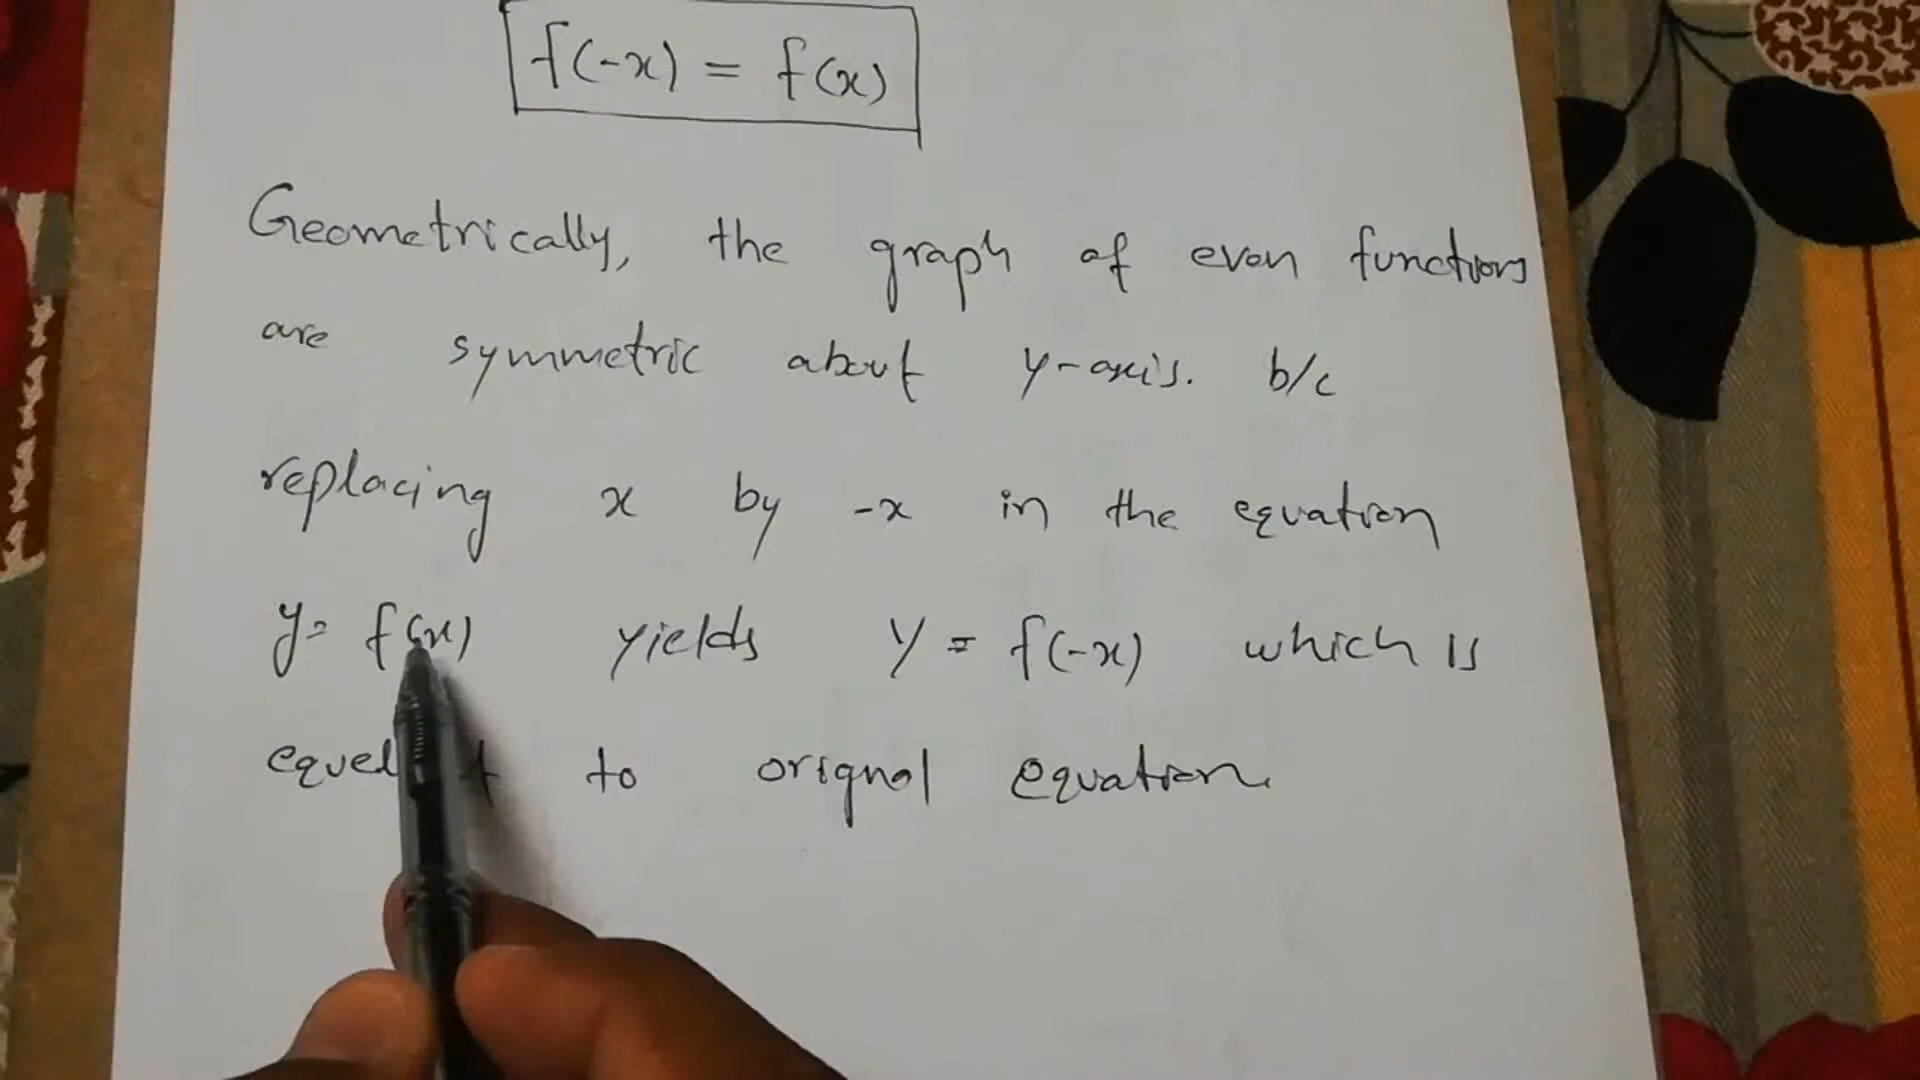 f(-x) = f(x)
Geometrically, the graph of even functions
are symmetric about y-axis. b/c
replacing x by -x in the equation
y= f(x) yields y = f(-x) which is
to orignal equation.